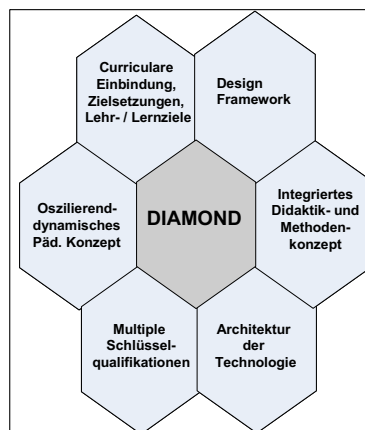 Curriculare
Einbindung,
Zielsetzungen,
Lehr- / Lernziele
Design
Framework
Oszilierend-
dynamisches
Päd. Konzept
DIAMOND
Integriertes
Didaktik- und
Methoden-
konzept
Multiple
Schlüssel-
qualifikationen
Architektur
der
Technologie